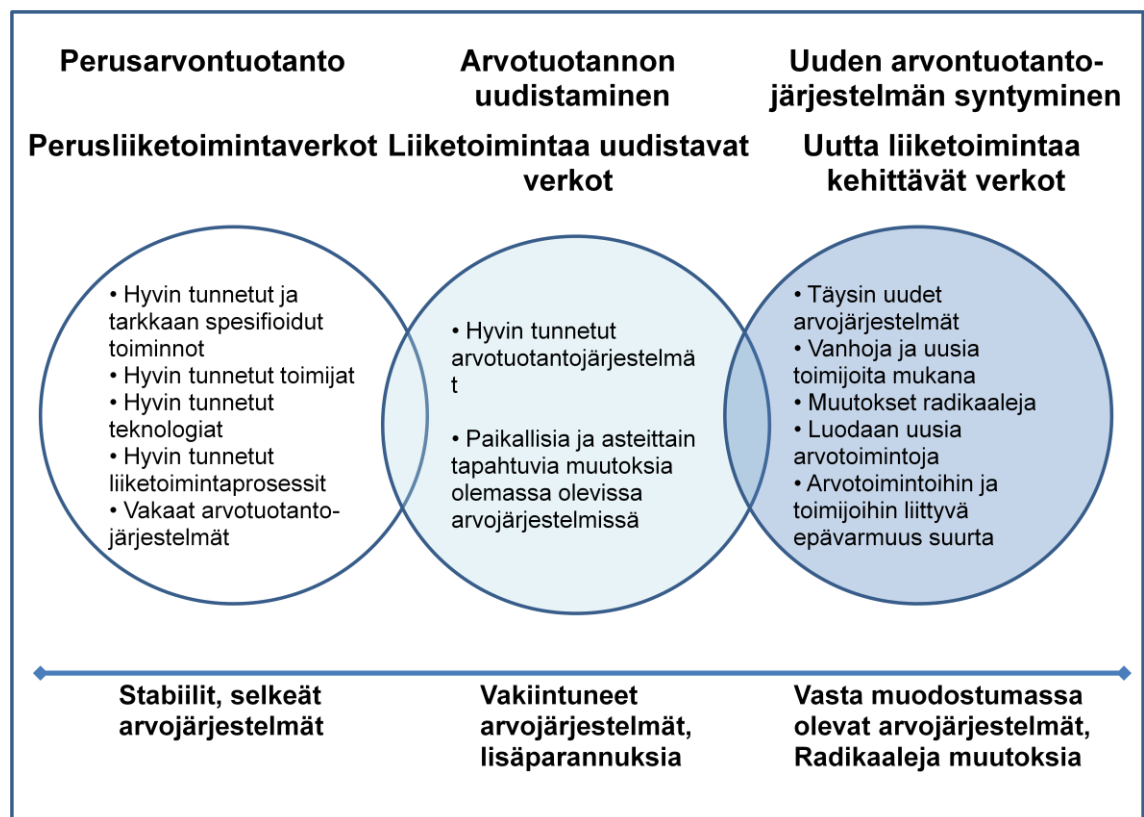 Perusarvontuotanto
Perusliiketoimintaverkot
Arvotuotannon
uudistaminen
Liiketoimintaa uudistavat
verkot
Uuden arvontuotanto-
järjestelmän syntyminen
Uutta liiketoimintaa
kehittävät verkot
• Hyvin tunnetut ja
tarkkaan spesifioidut
toiminnot
• Hyvin tunnetut toimijat
• Hyvin tunnetut
teknologiat
• Hyvin tunnetut
liiketoimintaprosessit
• Vakaat arvotuotanto-
järjestelmät
• Hyvin tunnetut
arvotuotantojärjestelmä
t
• Paikallisia ja asteittain
tapahtuvia muutoksia
olemassa olevissa
arvojärjestelmissä
• Täysin uudet
arvojärjestelmät
• Vanhoja ja uusia
toimijoita mukana
• Muutokset radikaaleja
• Luodaan uusia
arvotoimintoja
• Arvotoimintoihin ja
toimijoihin liittyvä
epävarmuus suurta
Stabiilit, selkeät
arvojärjestelmät
Vakiintuneet
arvojärjestelmät,
lisäparannuksia
Vasta muodostumassa
olevat arvojärjestelmät,
Radikaaleja muutoksia